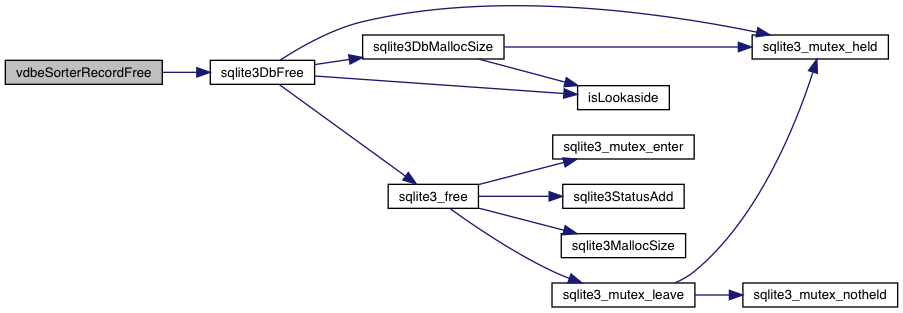 vdbeSorterRecordFree
sqlite3DbFree
sqlite3DbMallocSize
sqlite3_mutex_held
isLookaside
sqlite3_free
sqlite3_mutex_enter
sqlite3StatusAdd
sqlite3MallocSize
sqlite3_mutex_leave
sqlite3_mutex_notheld